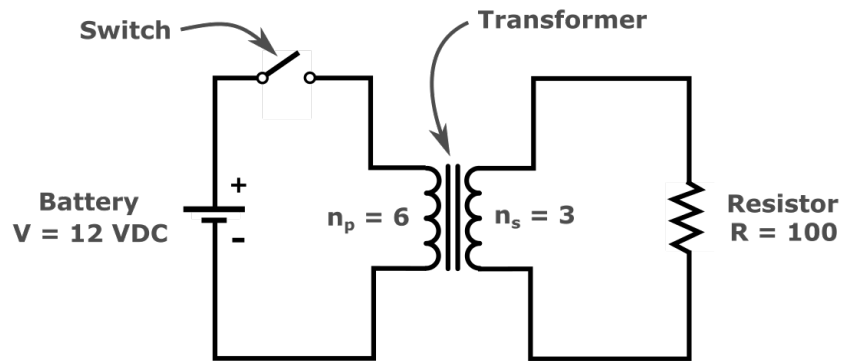 Switch
Transformer
+
Battery
V = 12 VDC
-
nₚ = 6
nₛ = 3
Resistor
R = 100